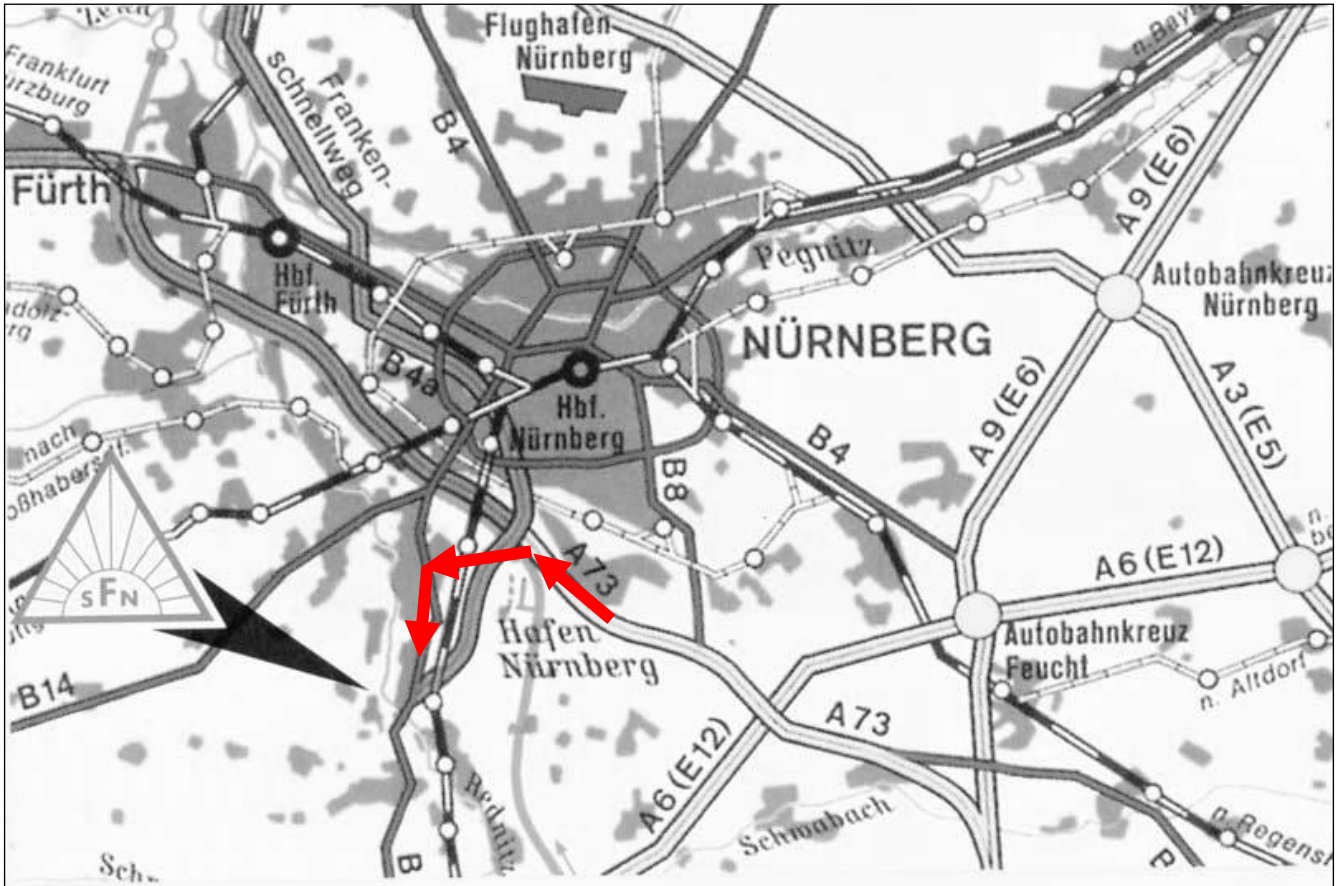 Flughafen
Nürnberg
n. Bayr
Frankfurt
Franken-
schnellweg
B4
Fürth
A9 (E6)
Pegnitz
Autobahnkreuz
Nürnberg
Hbf.
Fürth
NÜRNBERG
B4a
A9 (E6)
A3 (E5)
Hbf.
Nürnberg
B4
B8
nach
A73
A6 (E12)
SFN
Hafen
Nürnberg
Autobahnkreuz
Feucht
B14
n. Altdorf
A73
A6 (E12)
Rednitz
Schwabach
n. Regensb
B
B